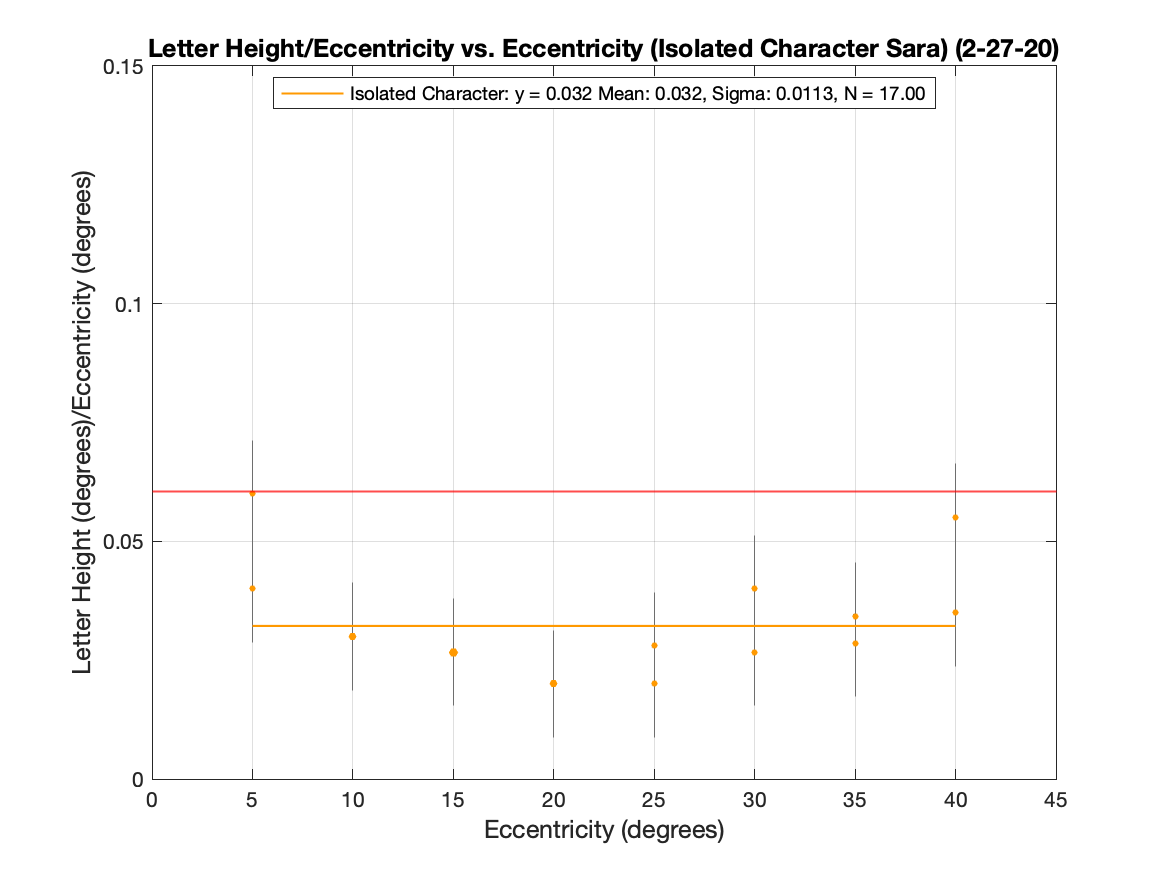 Letter Height/Eccentricity vs. Eccentricity (Isolated Character Sara) (2-27-20)
Isolated Character: y = 0.032 Mean: 0.032, Sigma: 0.0113, N = 17.00
Letter Height (degrees)/Eccentricity (degrees)
0.15
0.1
0.05
0
0 5 10 15 20 25 30 35 40 45
Eccentricity (degrees)